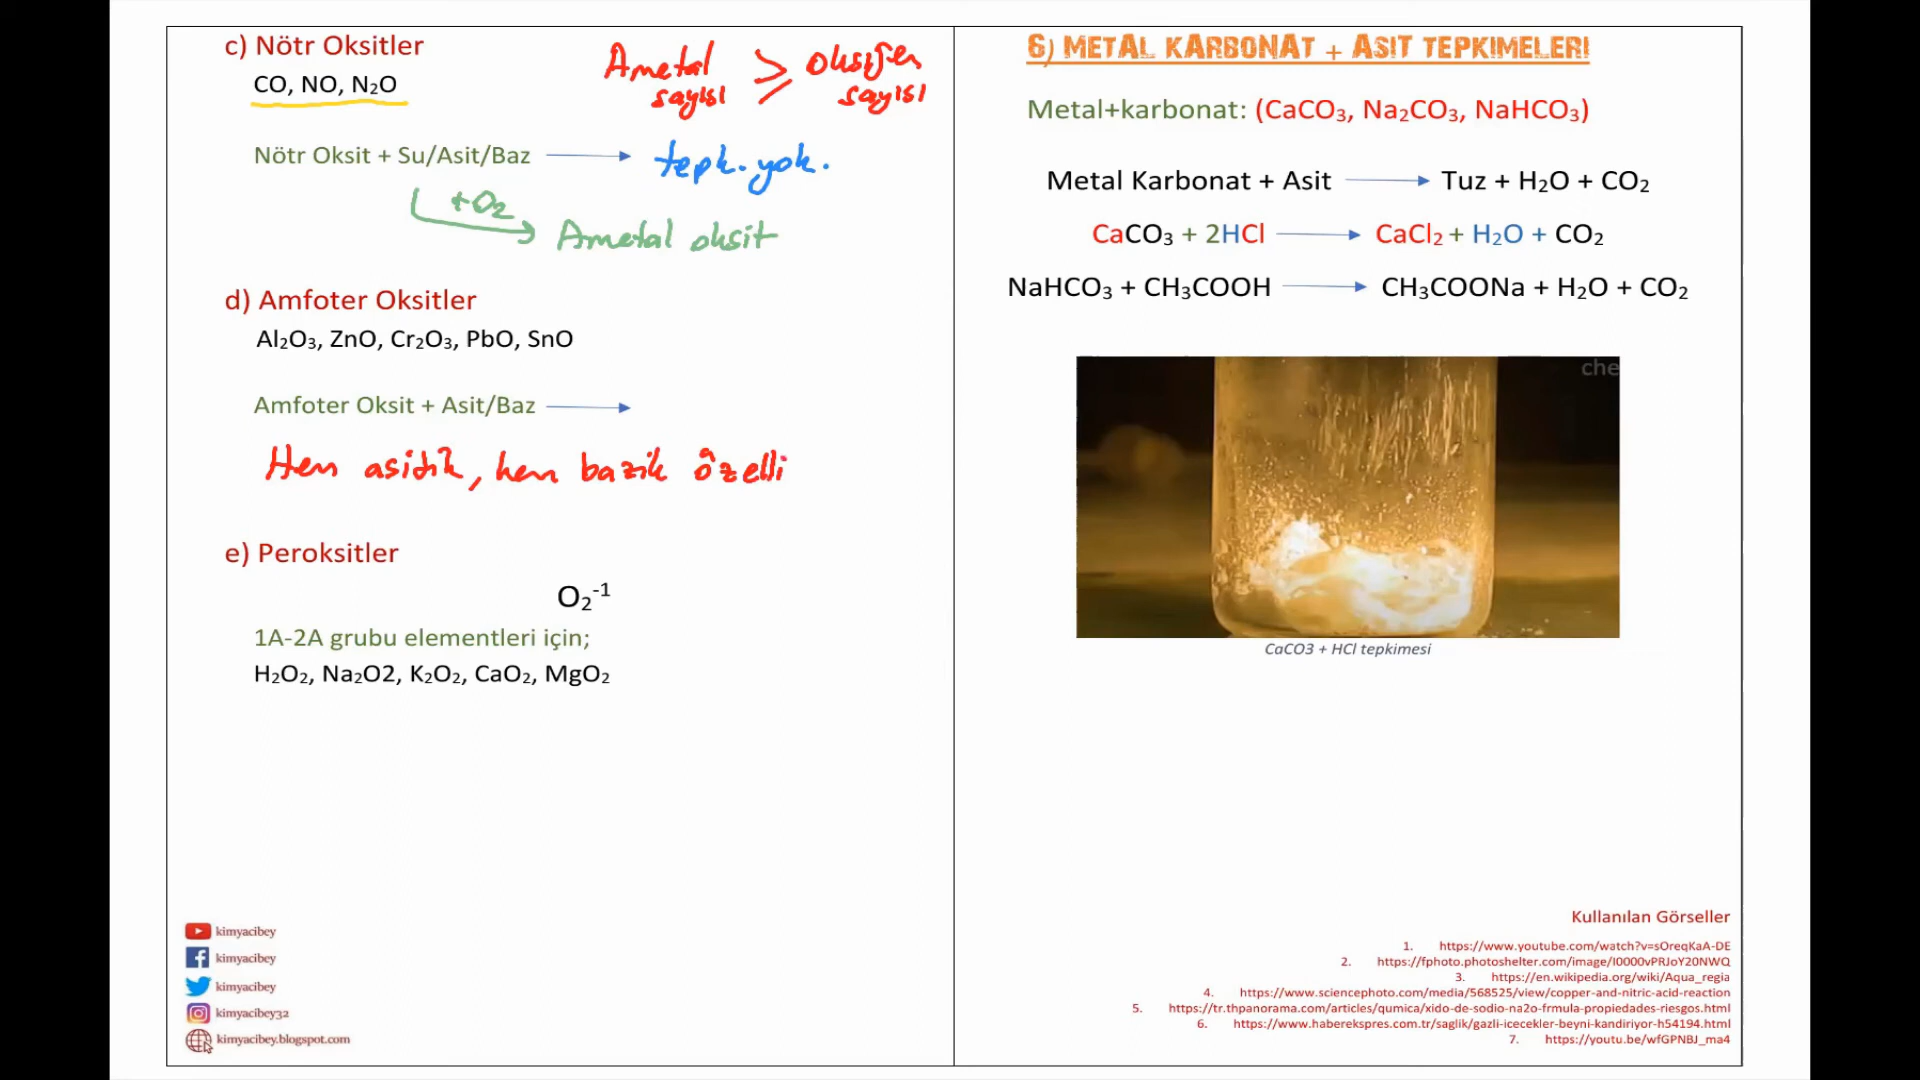 c) Nötr Oksitler
CO, NO, N₂O
Ametal sayısı ≥ oksijen sayısı
Nötr Oksit + Su/Asit/Baz ⟶ tepk. yok.
+O₂
Ametal oksit
d) Amfoter Oksitler
Al₂O₃, ZnO, Cr₂O₃, PbO, SnO
Amfoter Oksit + Asit/Baz ⟶
Hem asidik, hem bazik özelli
e) Peroksitler
O₂⁻¹
1A-2A grubu elementleri için;
H₂O₂, Na₂O2, K₂O₂, CaO₂, MgO₂
kimyacibey
kimyacibey
kimyacibey
kimyacibey32
kimyacibey.blogspot.com
6) METAL KARBONAT + ASIT TEPKIMELERI
Metal+karbonat: (CaCO₃, Na₂CO₃, NaHCO₃)
Metal Karbonat + Asit ⟶ Tuz + H₂O + CO₂
CaCO₃ + 2HCl ⟶ CaCl₂ + H₂O + CO₂
NaHCO₃ + CH₃COOH ⟶ CH₃COONa + H₂O + CO₂
che
CaCO3 + HCl tepkimesi
Kullanılan Görseller
1. https://www.youtube.com/watch?v=sOreqKaA-DE
2. https://fphoto.photoshelter.com/image/I0000vPRJoY20NWQ
3. https://en.wikipedia.org/wiki/Aqua_regia
4. https://www.sciencephoto.com/media/568525/view/copper-and-nitric-acid-reaction
5. https://tr.thpanorama.com/articles/qumica/xido-de-sodio-na2o-frmula-propiedades-riesgos.html
6. https://www.haberekspres.com.tr/saglik/gazli-icecekler-beyni-kandiriyor-h54194.html
7. https://youtu.be/wfGPNBJ_ma4